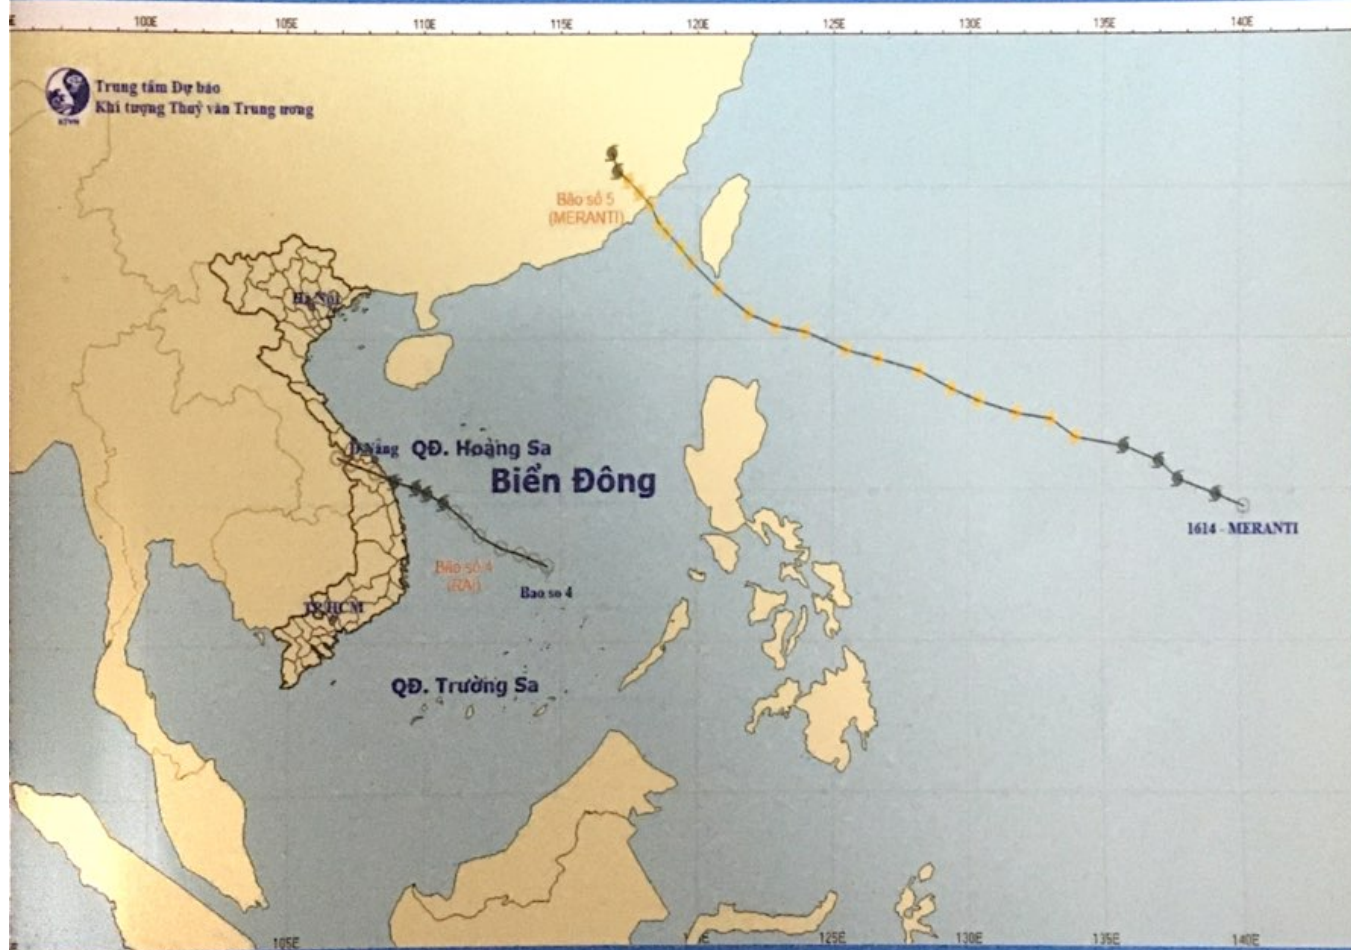 E 100E 105E 110E 115E 120E 125E 130E 135E 140E
Trung tâm Dự báo
Khí tượng Thuỷ văn Trung ương
KTVN
Bão số 5
(MERANTI)
Hà Nội
Đ Nẵng
QĐ. Hoàng Sa
Biển Đông
1614 - MERANTI
Bão số 4
(RAI)
Bao so 4
TP.HCM
QĐ. Trường Sa
105E 125E 130E 135E 140E